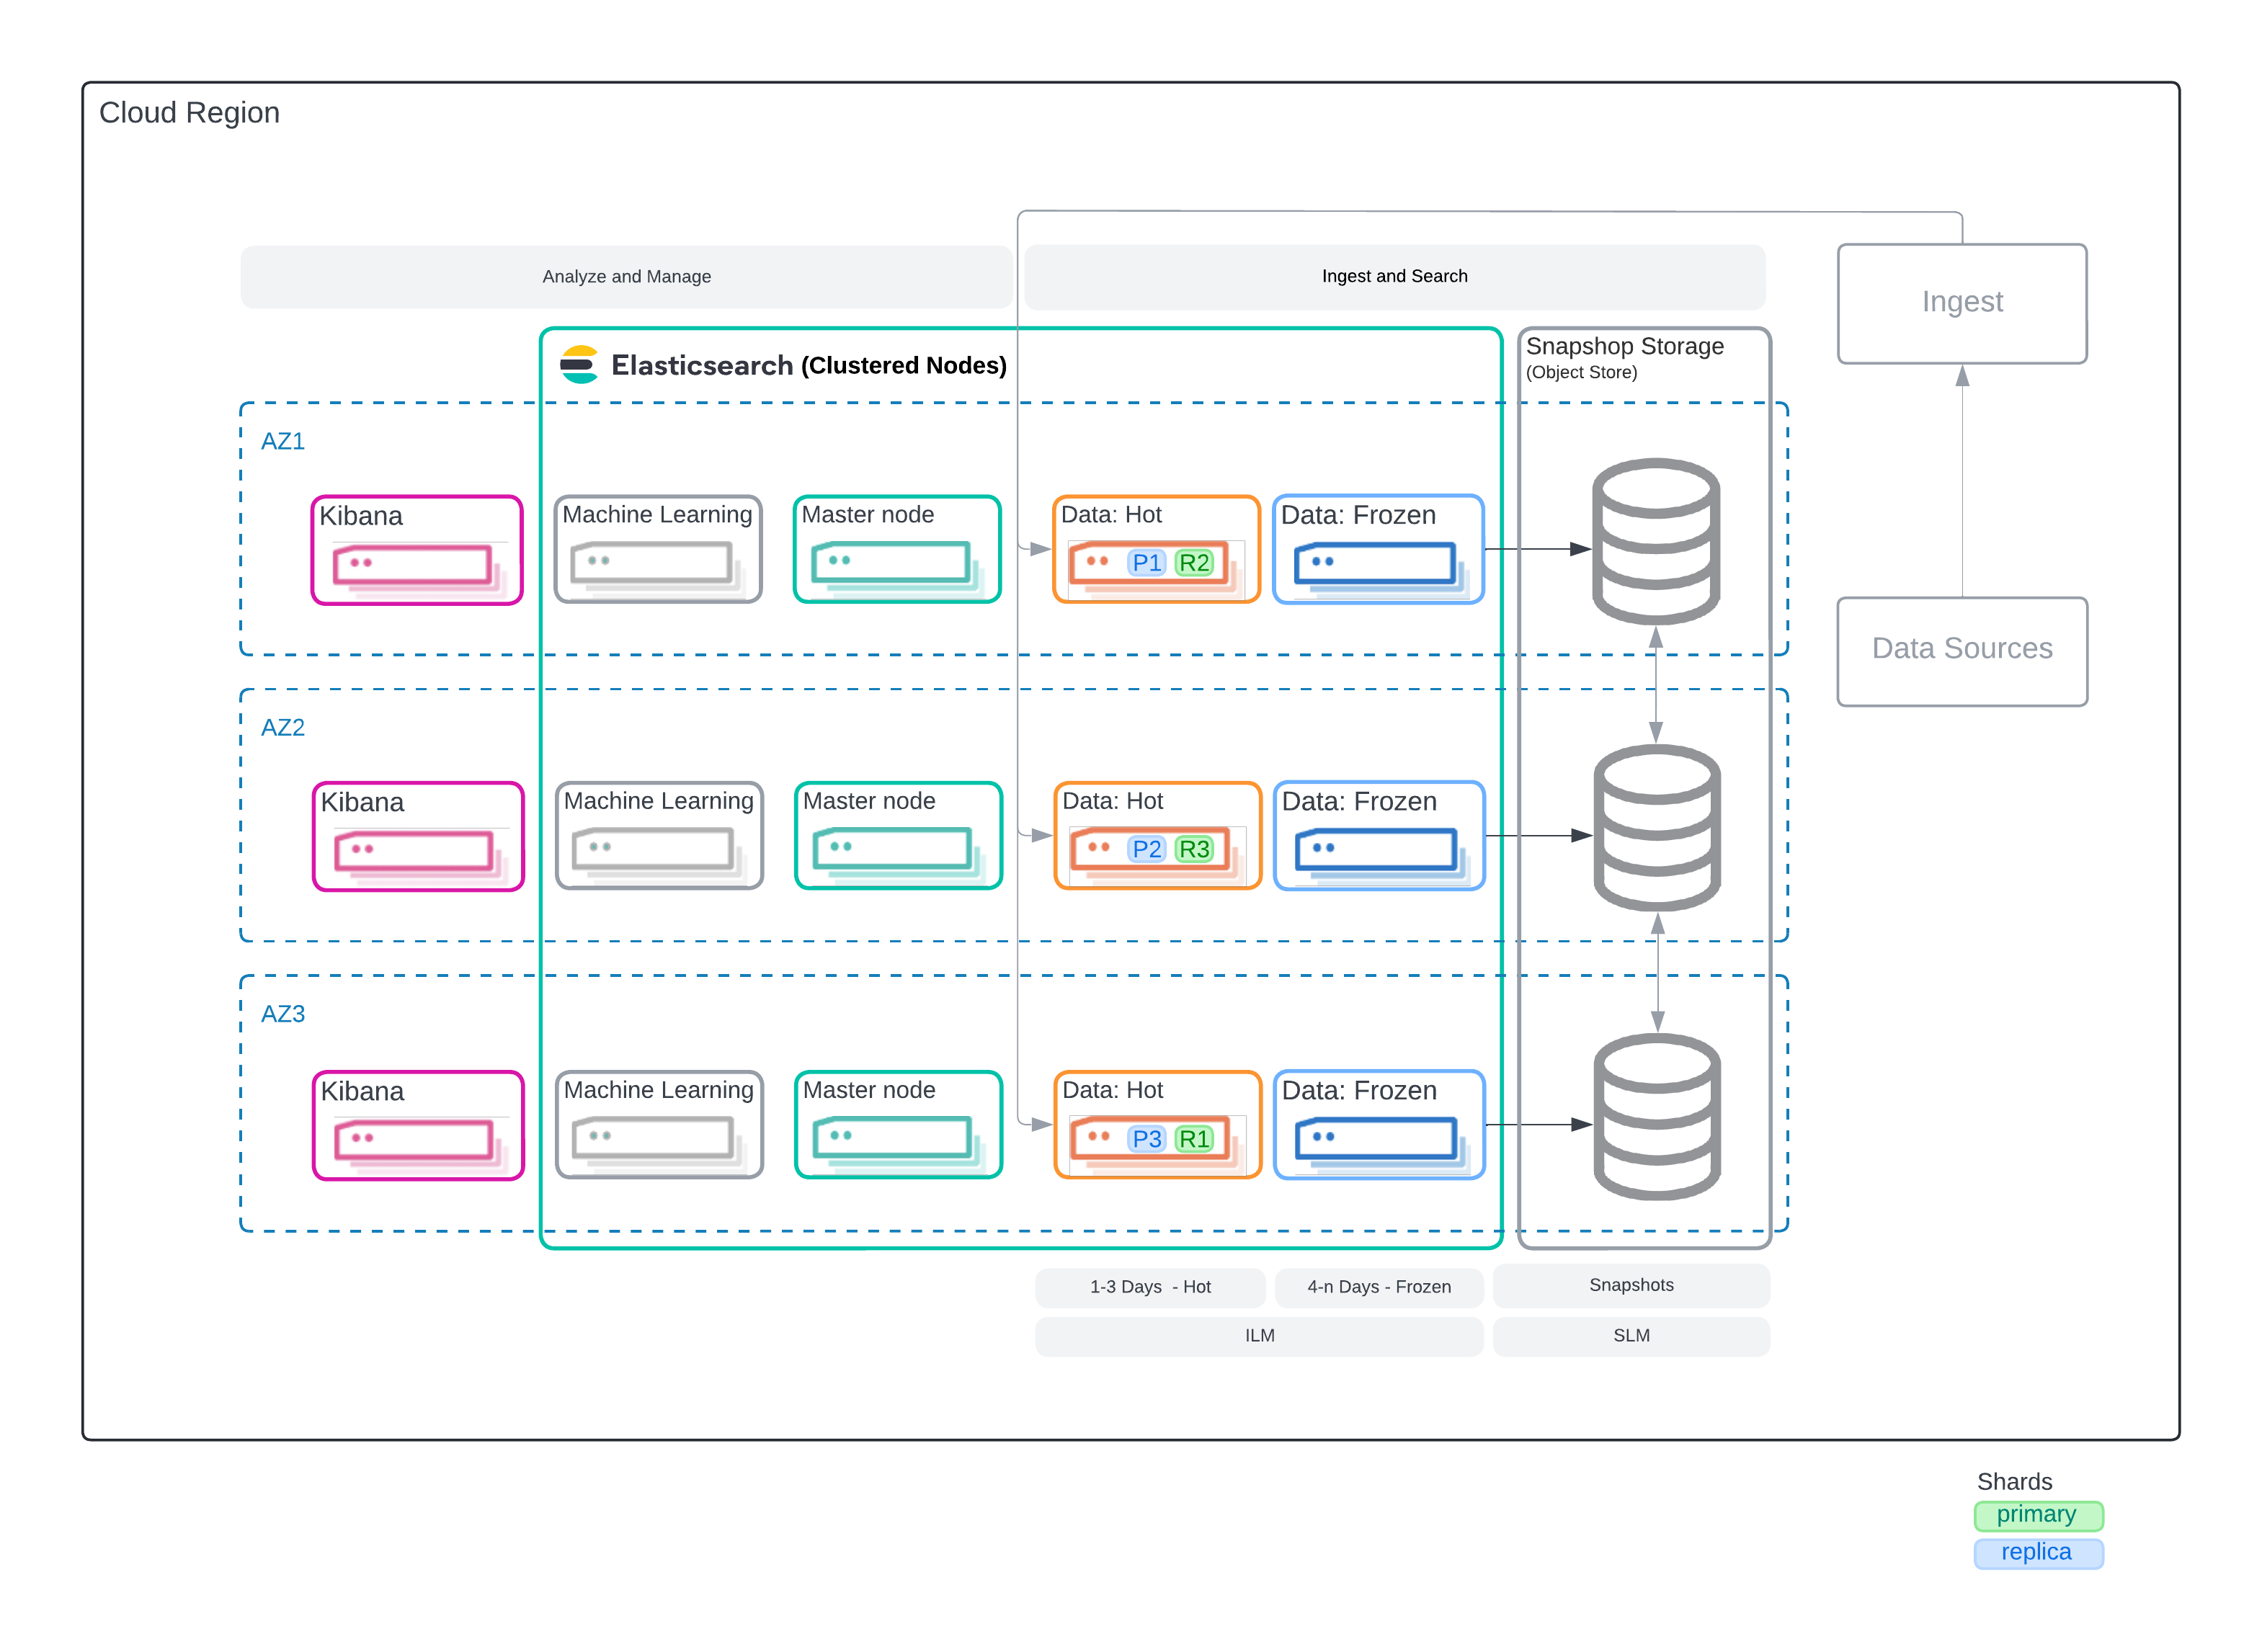 Cloud Region
Analyze and Manage
Ingest and Search
Ingest
Elasticsearch (Clustered Nodes)
Snapshop Storage
(Object Store)
AZ1
Kibana
Machine Learning
Master node
Data: Hot
P1 R2
Data: Frozen
Data Sources
AZ2
Kibana
Machine Learning
Master node
Data: Hot
P2 R3
Data: Frozen
AZ3
Kibana
Machine Learning
Master node
Data: Hot
P3 R1
Data: Frozen
1-3 Days - Hot
4-n Days - Frozen
Snapshots
ILM
SLM
Shards
primary
replica